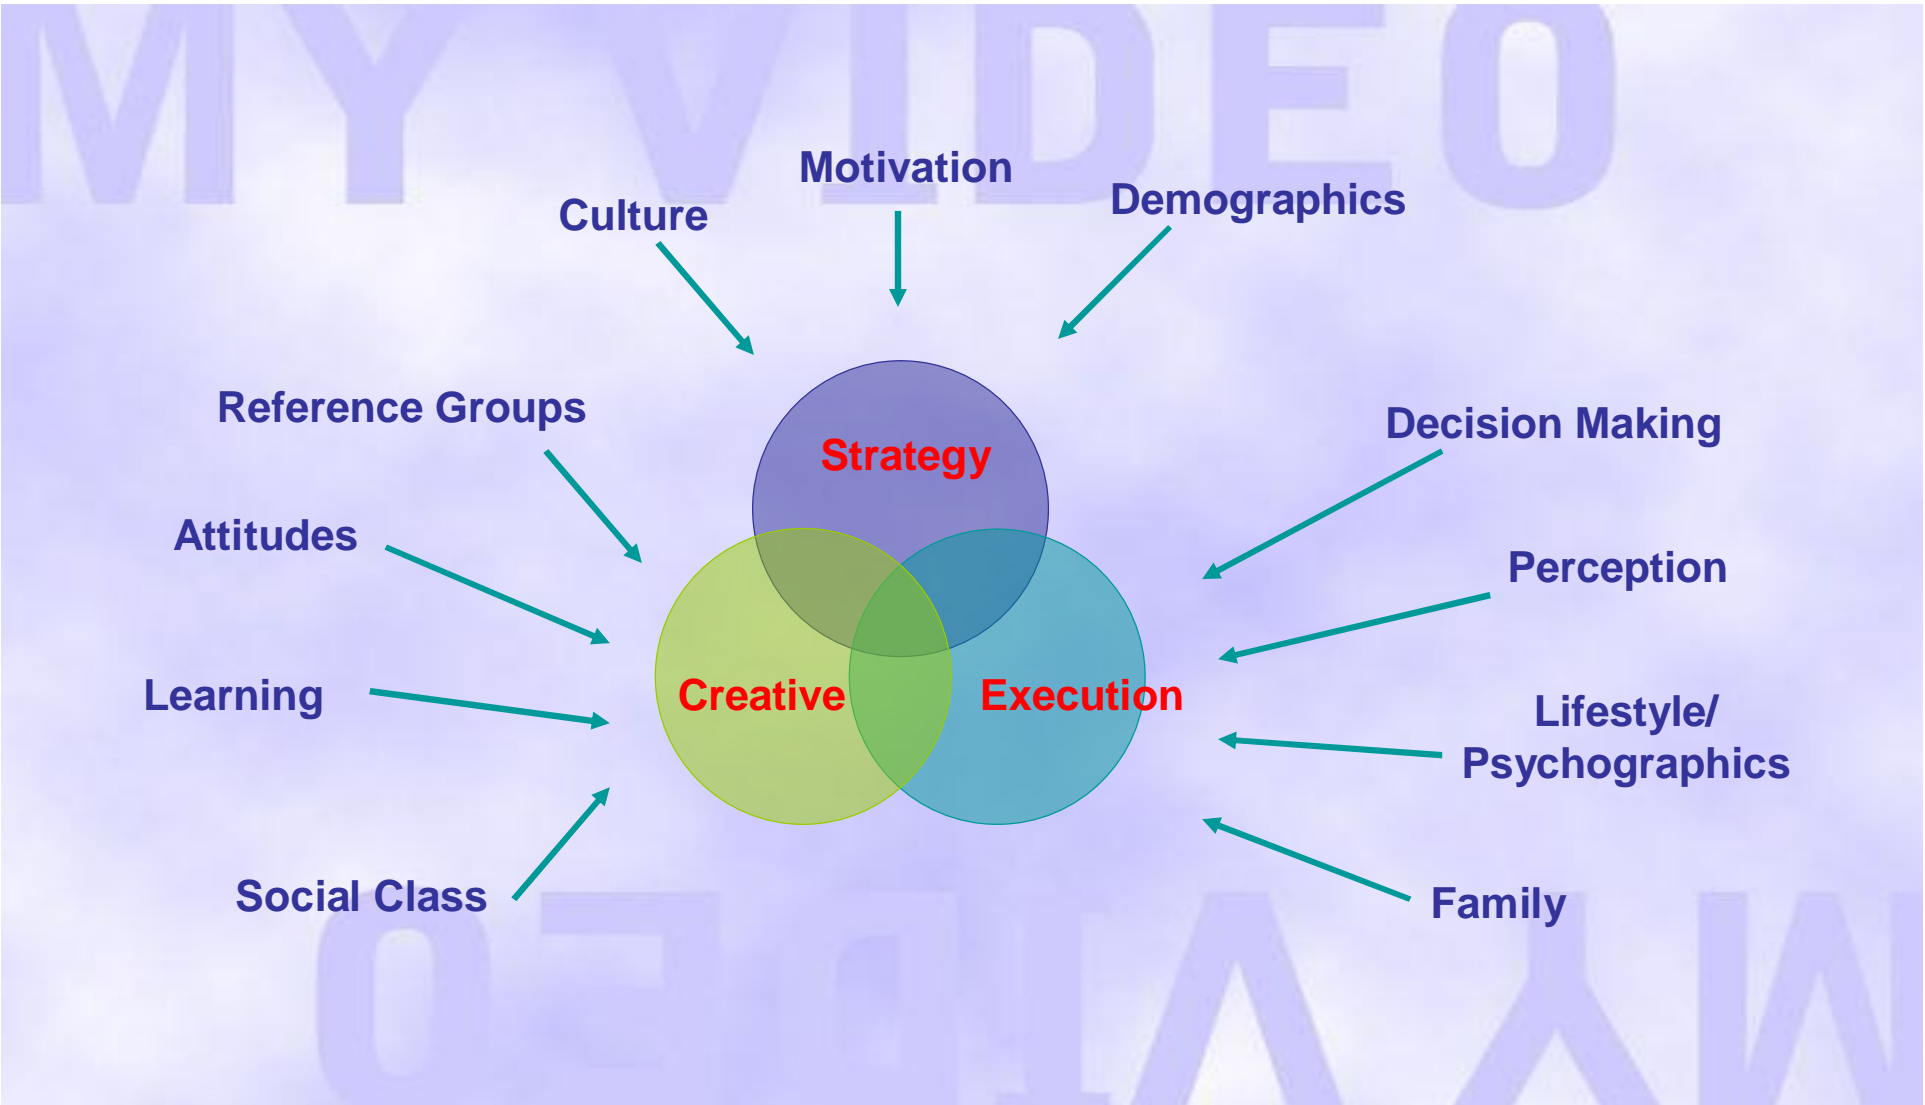 MY VIDEO
Motivation
Demographics
Culture
Reference Groups
Decision Making
Strategy
Attitudes
Perception
Learning
Creative
Execution
Lifestyle/
Psychographics
Social Class
Family
MY VIDEO